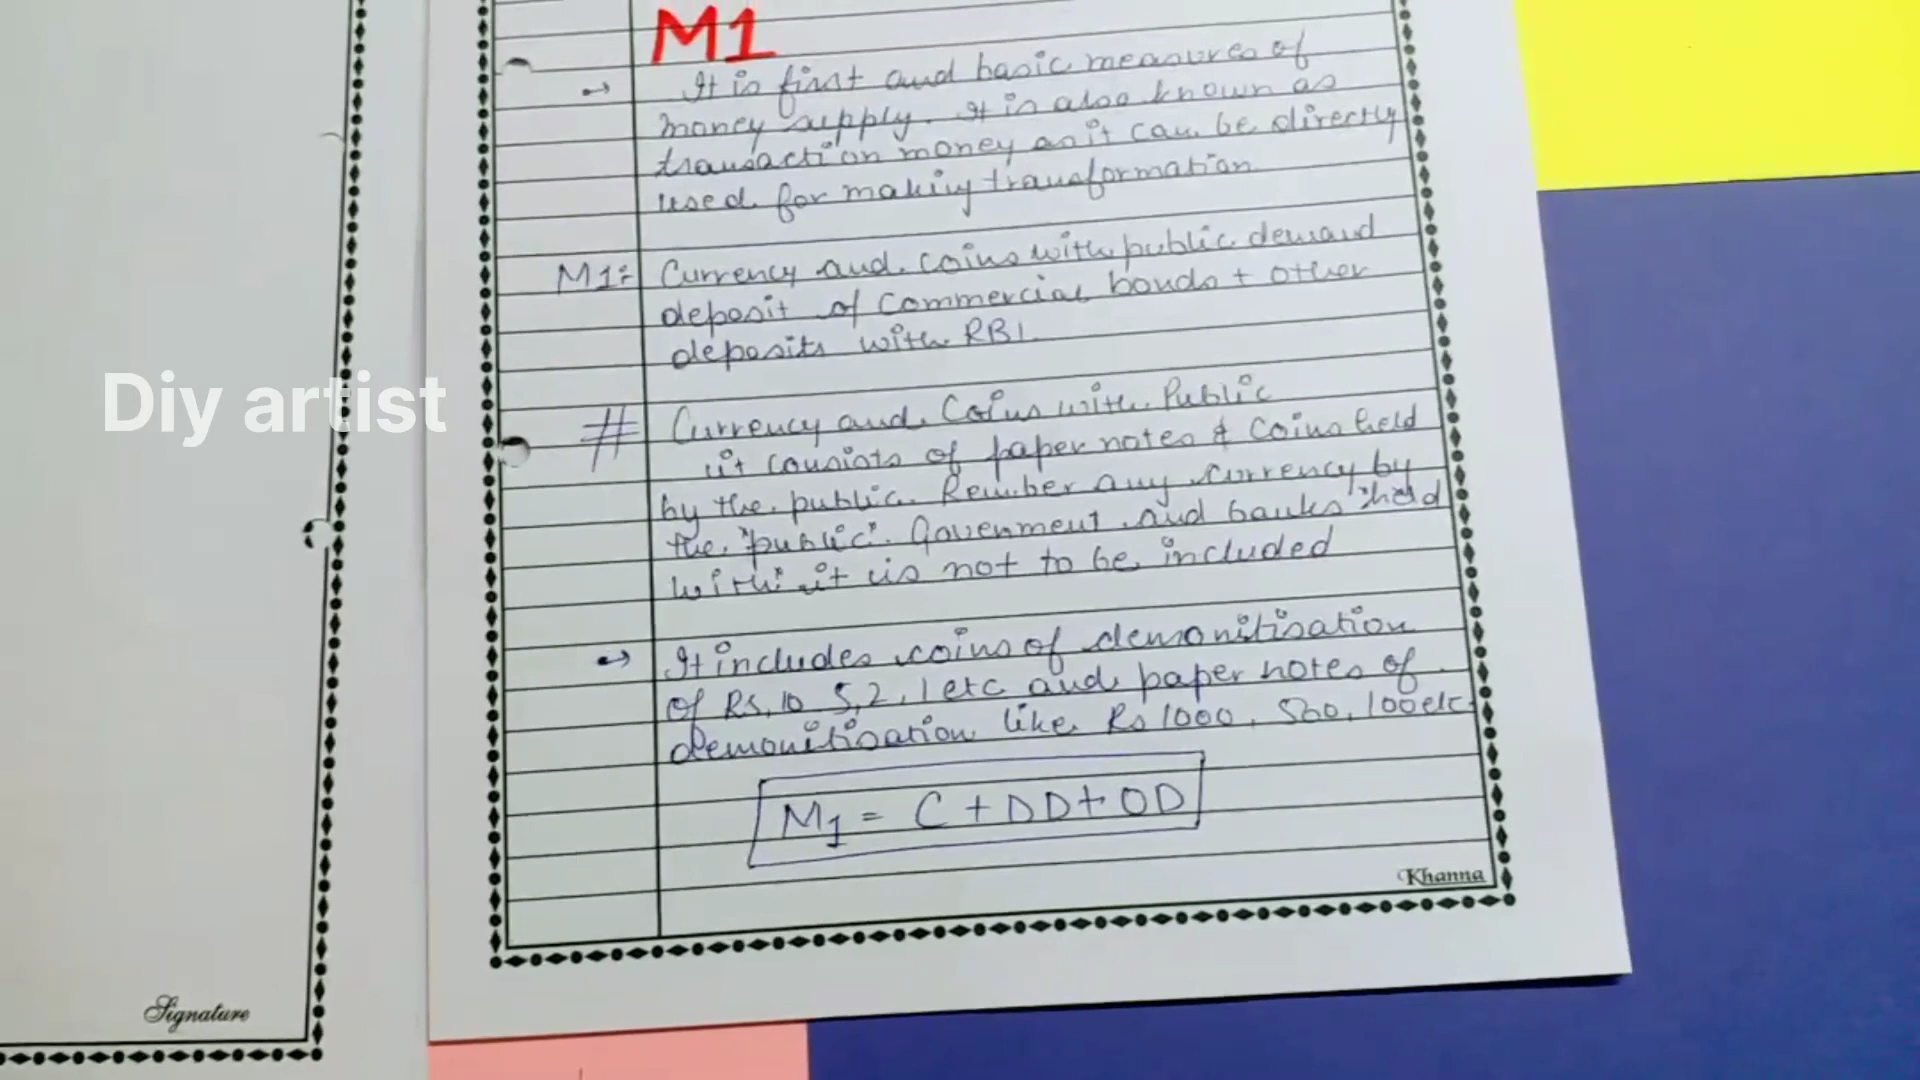 M1
→ It is first and basic measures of
money supply. It is also known as
transaction money as it can be directly
used for making transformation
M1= Currency and coins with public demand
deposit of commercial bonds + other
deposits with RBI.
# Currency and Coins with Public
it consists of paper notes & Coins held
by the public. Rember any currency by
the "public". Govenment and banks "held
with" it is not to be included
→ It includes coins of demonitisation
of Rs, 10 5, 2, 1 etc and paper notes of
demonitisation like Rs 1000, 500, 100 etc.
M1 = C + DD + OD
Khanna
Diy artist
Signature